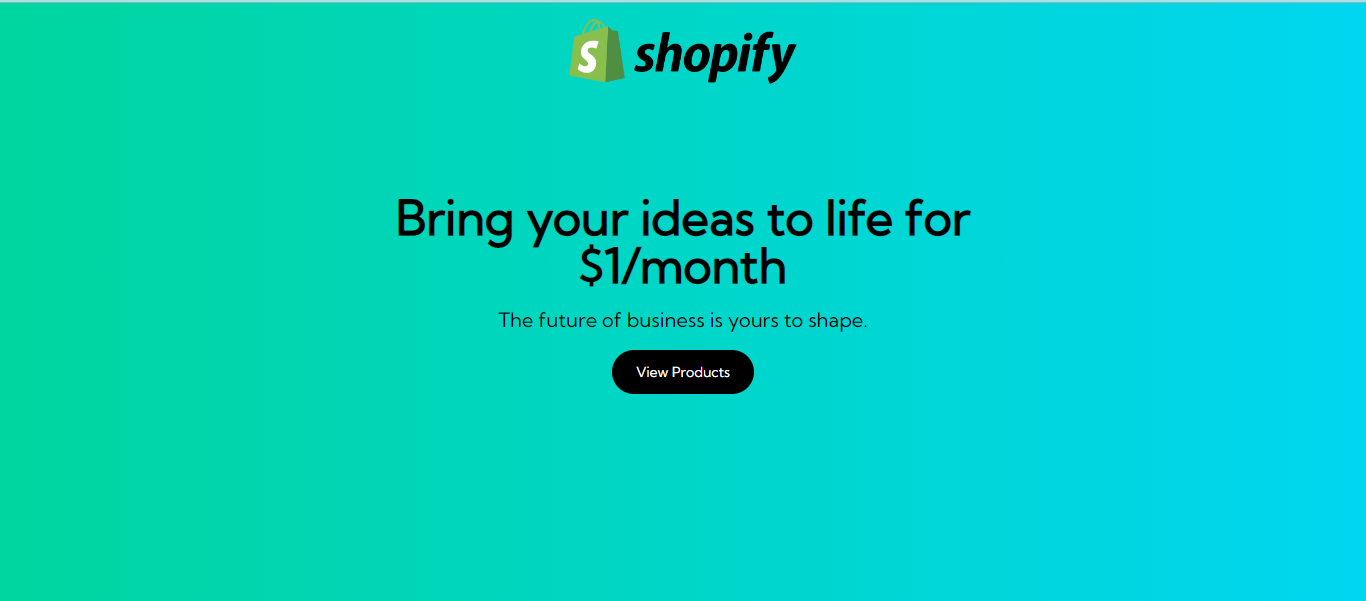 S shopify
Bring your ideas to life for
$1/month
The future of business is yours to shape.
View Products